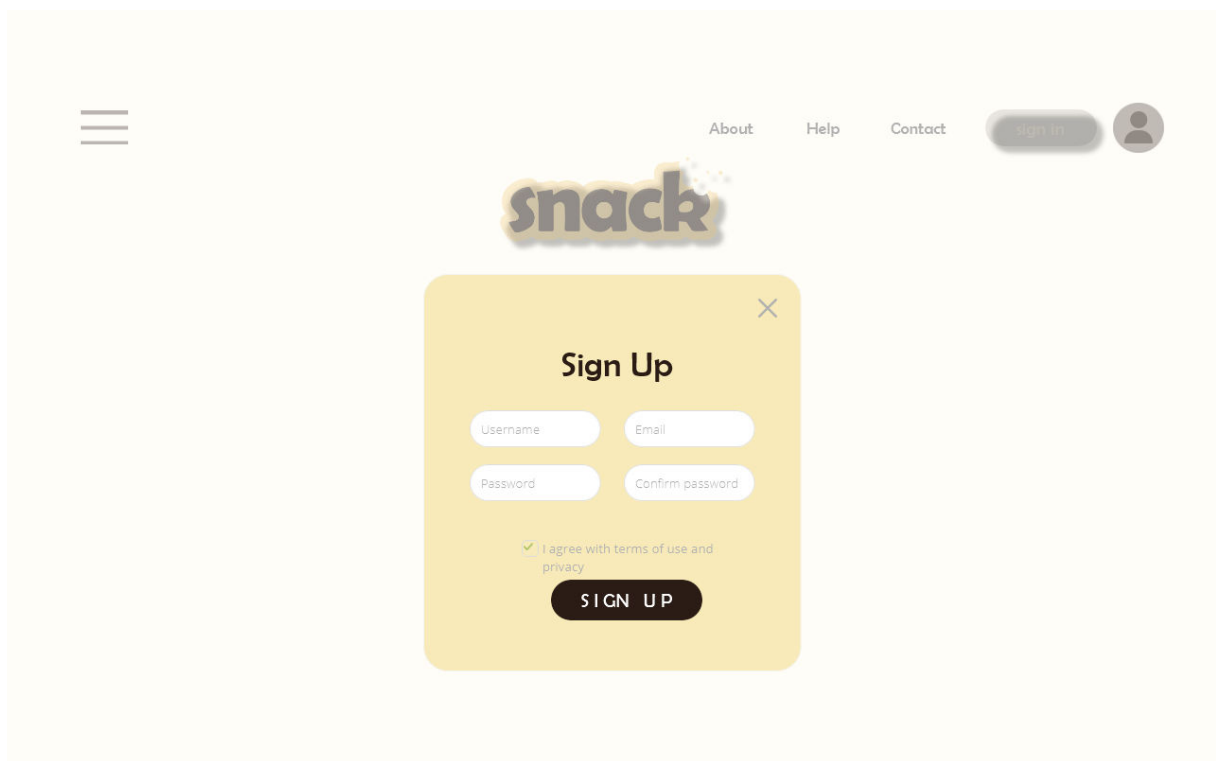 About
Help
Contact
sign in
snack
Sign Up
Username
Email
Password
Confirm password
I agree with terms of use and
privacy
SIGN UP